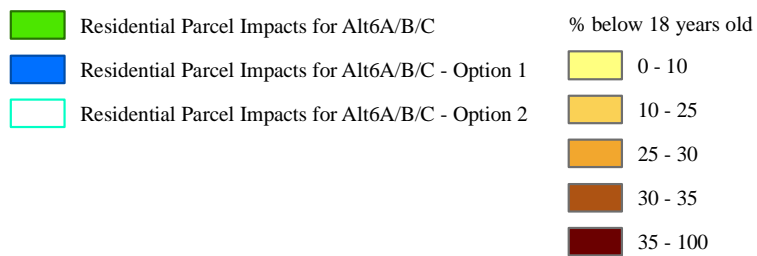 Residential Parcel Impacts for Alt6A/B/C
Residential Parcel Impacts for Alt6A/B/C - Option 1
Residential Parcel Impacts for Alt6A/B/C - Option 2
% below 18 years old
0 - 10
10 - 25
25 - 30
30 - 35
35 - 100